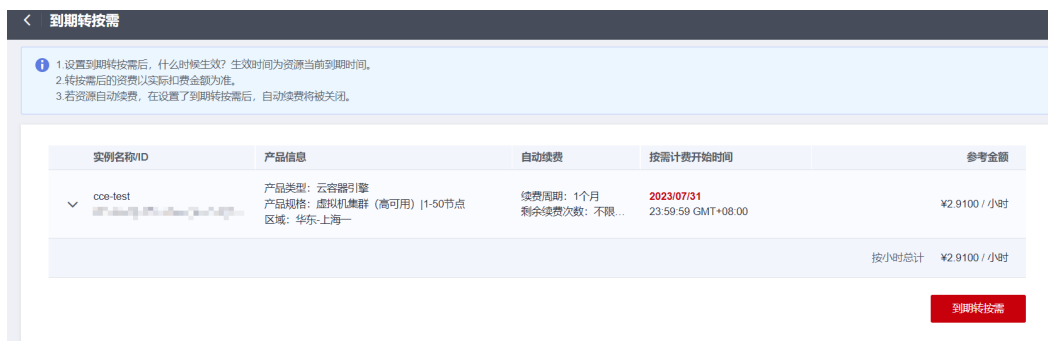 到期转按需
1.设置到期转按需后，什么时候生效？生效时间为资源当前到期时间。
2.转按需后的资费以实际扣费金额为准。
3.若资源自动续费，在设置了到期转按需后，自动续费将被关闭。
实例名称/ID 产品信息 自动续费 按需计费开始时间 参考金额
cce-test
产品类型：云容器引擎
产品规格：虚拟机集群（高可用）|1-50节点
区域：华东-上海一
续费周期：1个月
剩余续费次数：不限...
2023/07/31
23:59:59 GMT+08:00
¥2.9100 / 小时
按小时总计 ¥2.9100 / 小时
到期转按需